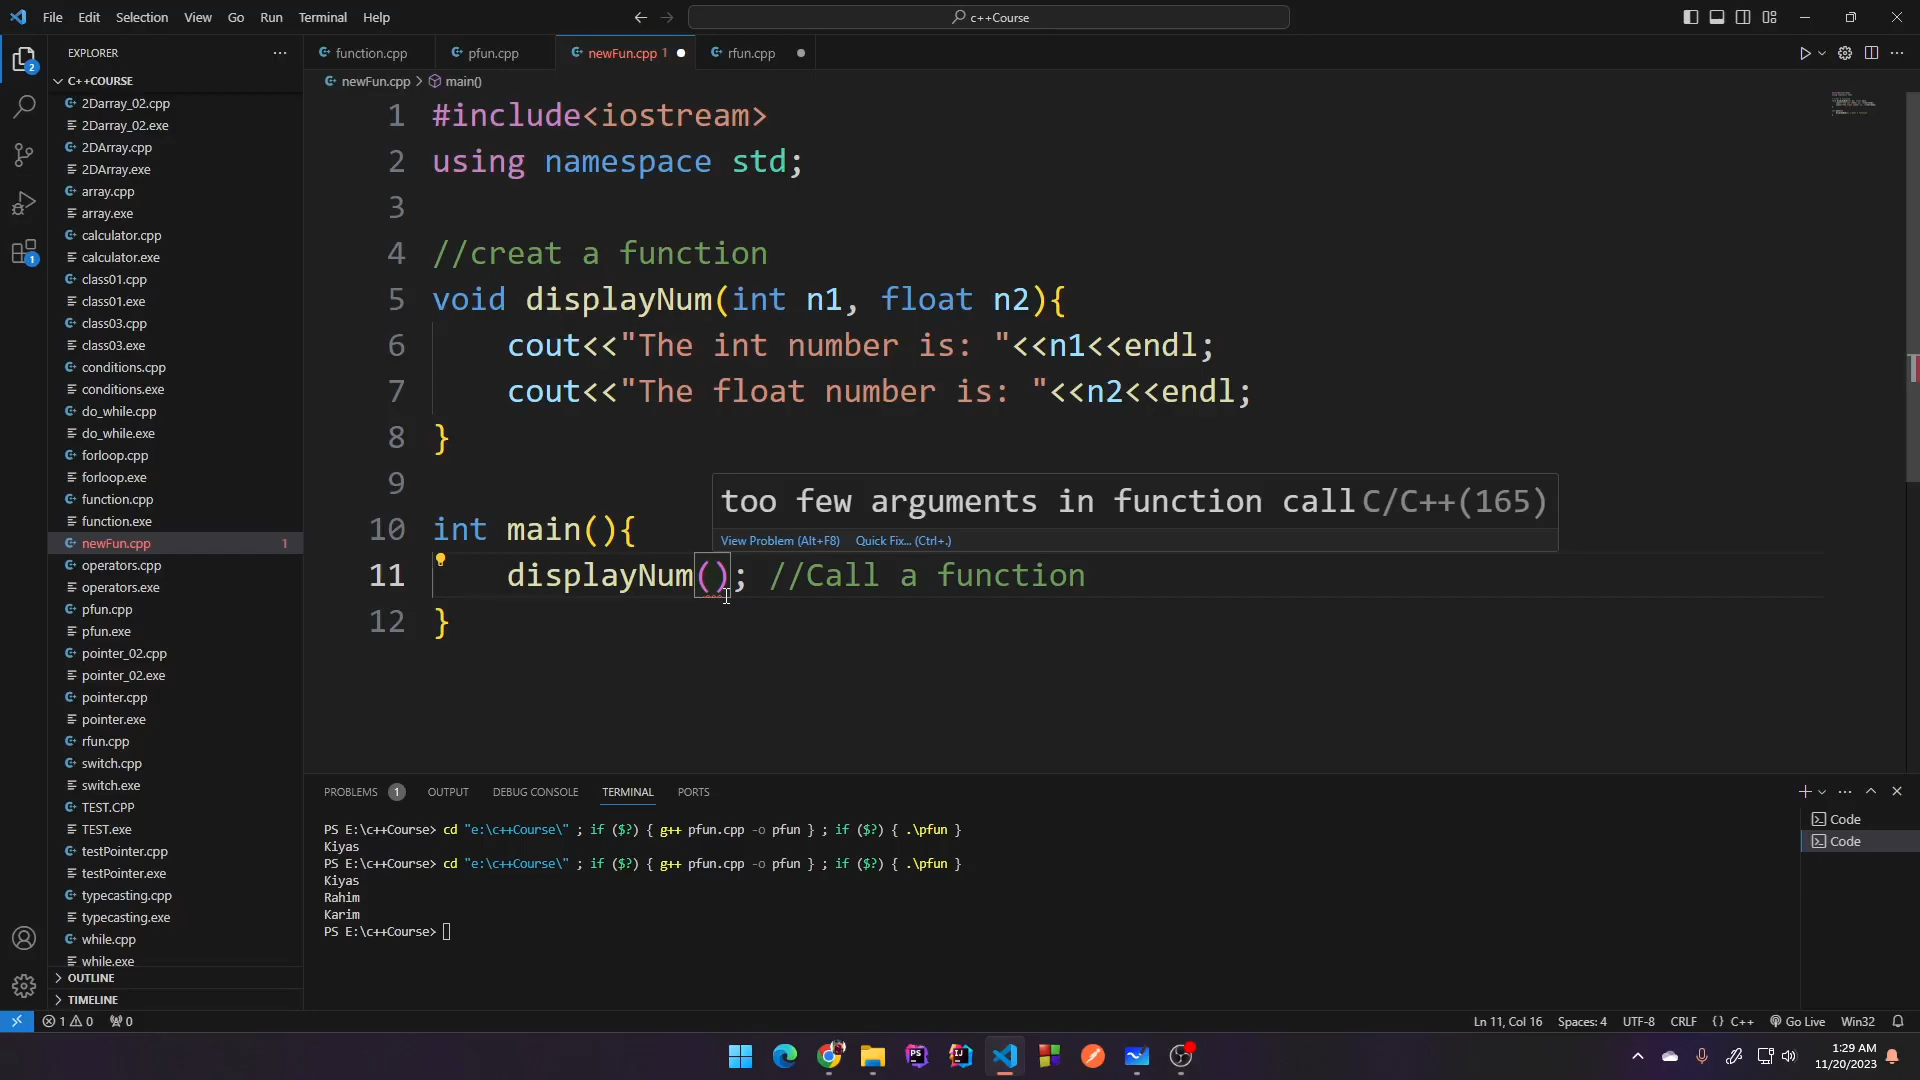 File Edit Selection View Go Run Terminal Help
c++Course
EXPLORER
function.cpp pfun.cpp newFun.cpp 1 rfun.cpp
C++COURSE
newFun.cpp main()
2Darray_02.cpp
2Darray_02.exe
2DArray.cpp
2DArray.exe
array.cpp
array.exe
calculator.cpp
calculator.exe
class01.cpp
class01.exe
class03.cpp
class03.exe
conditions.cpp
conditions.exe
do_while.cpp
do_while.exe
forloop.cpp
forloop.exe
function.cpp
function.exe
newFun.cpp 1
operators.cpp
operators.exe
pfun.cpp
pfun.exe
pointer_02.cpp
pointer_02.exe
pointer.cpp
pointer.exe
rfun.cpp
switch.cpp
switch.exe
TEST.CPP
TEST.exe
testPointer.cpp
testPointer.exe
typecasting.cpp
typecasting.exe
while.cpp
while.exe
OUTLINE
TIMELINE
2
1
1 #include<iostream>
2 using namespace std;
3
4 //creat a function
5 void displayNum(int n1, float n2){
6 cout<<"The int number is: "<<n1<<endl;
7 cout<<"The float number is: "<<n2<<endl;
8 }
9
too few arguments in function call C/C++(165)
View Problem (Alt+F8) Quick Fix... (Ctrl+.)
10 int main(){
11 displayNum(); //Call a function
12 }
PROBLEMS 1 OUTPUT DEBUG CONSOLE TERMINAL PORTS
PS E:\c++Course> cd "e:\c++Course\" ; if ($?) { g++ pfun.cpp -o pfun } ; if ($?) { .\pfun }
Kiyas
PS E:\c++Course> cd "e:\c++Course\" ; if ($?) { g++ pfun.cpp -o pfun } ; if ($?) { .\pfun }
Kiyas
Rahim
Karim
PS E:\c++Course>
Code
Code
1 0 0
Ln 11, Col 16 Spaces: 4 UTF-8 CRLF {} C++ Go Live Win32
PS IJ
1:29 AM
11/20/2023